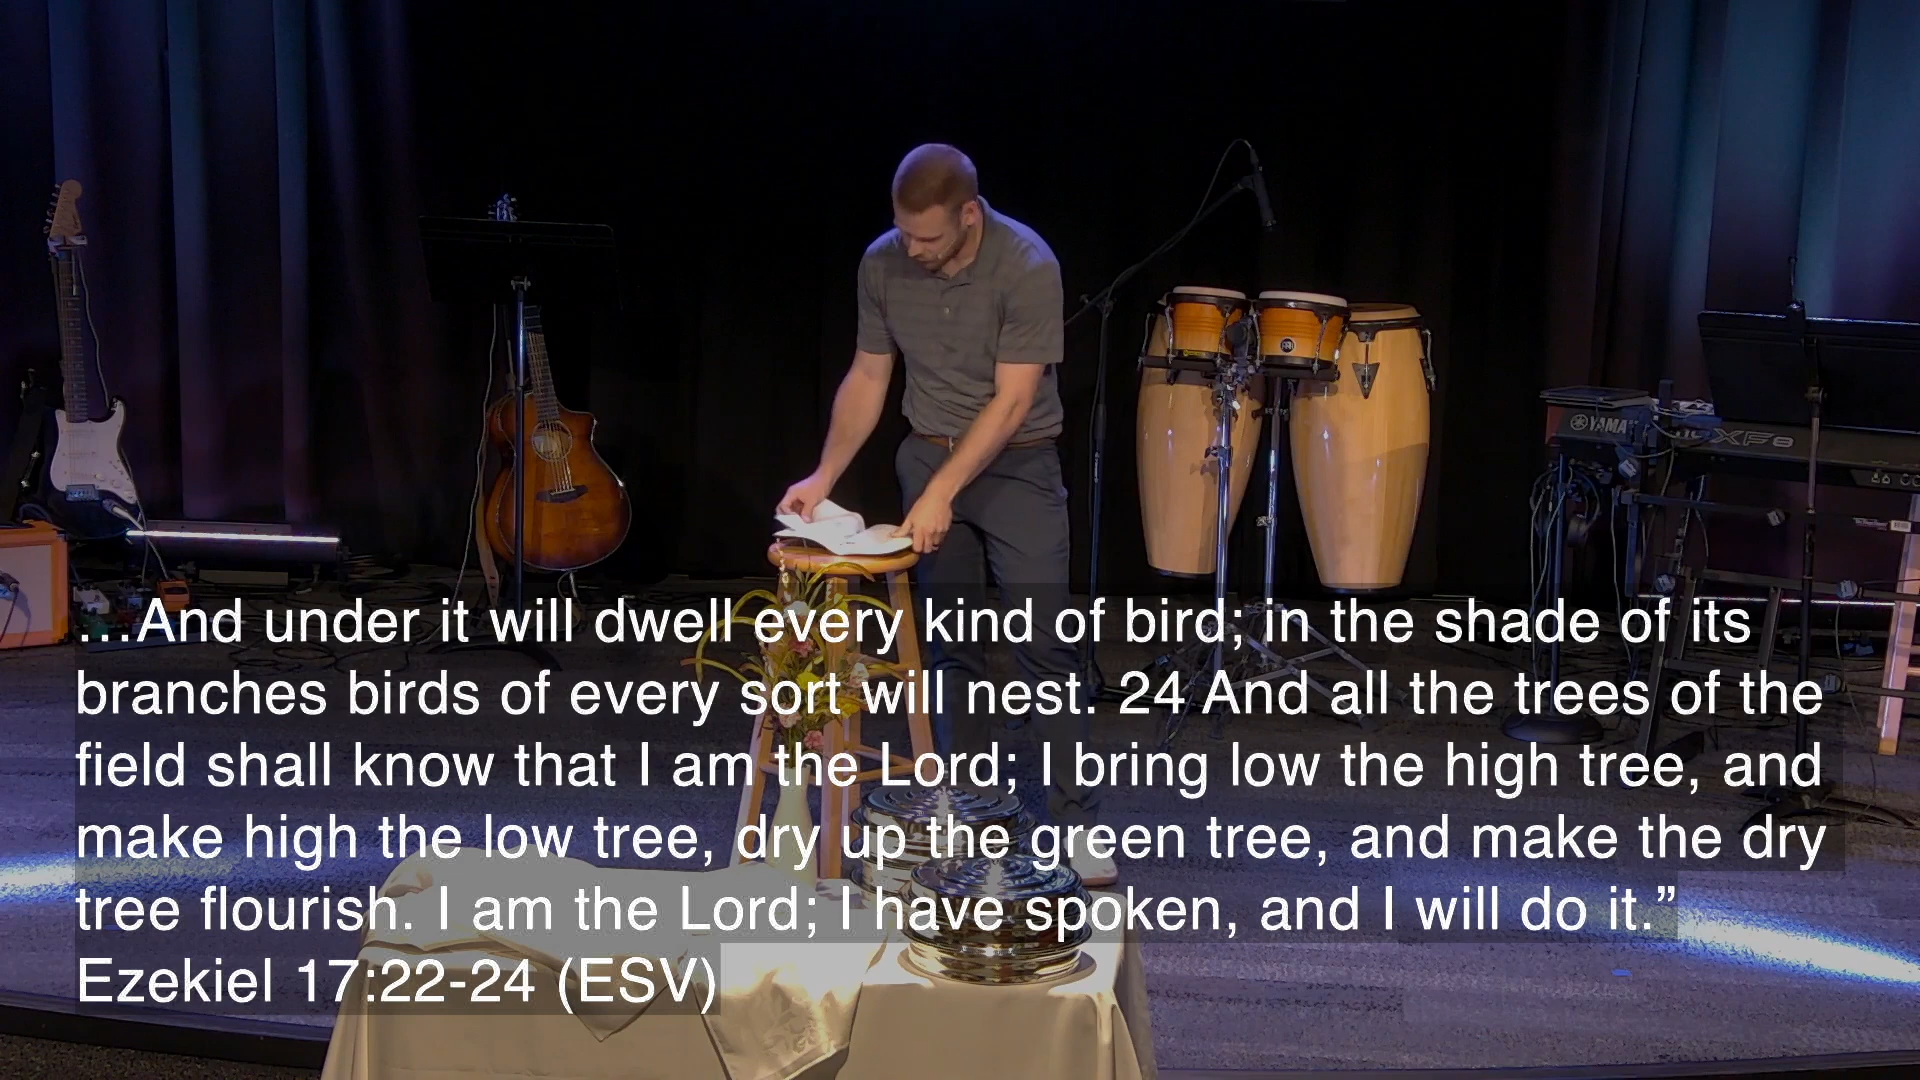 …And under it will dwell every kind of bird; in the shade of its
branches birds of every sort will nest. 24 And all the trees of the
field shall know that I am the Lord; I bring low the high tree, and
make high the low tree, dry up the green tree, and make the dry
tree flourish. I am the Lord; I have spoken, and I will do it.”
Ezekiel 17:22-24 (ESV)
YAMA
XF8